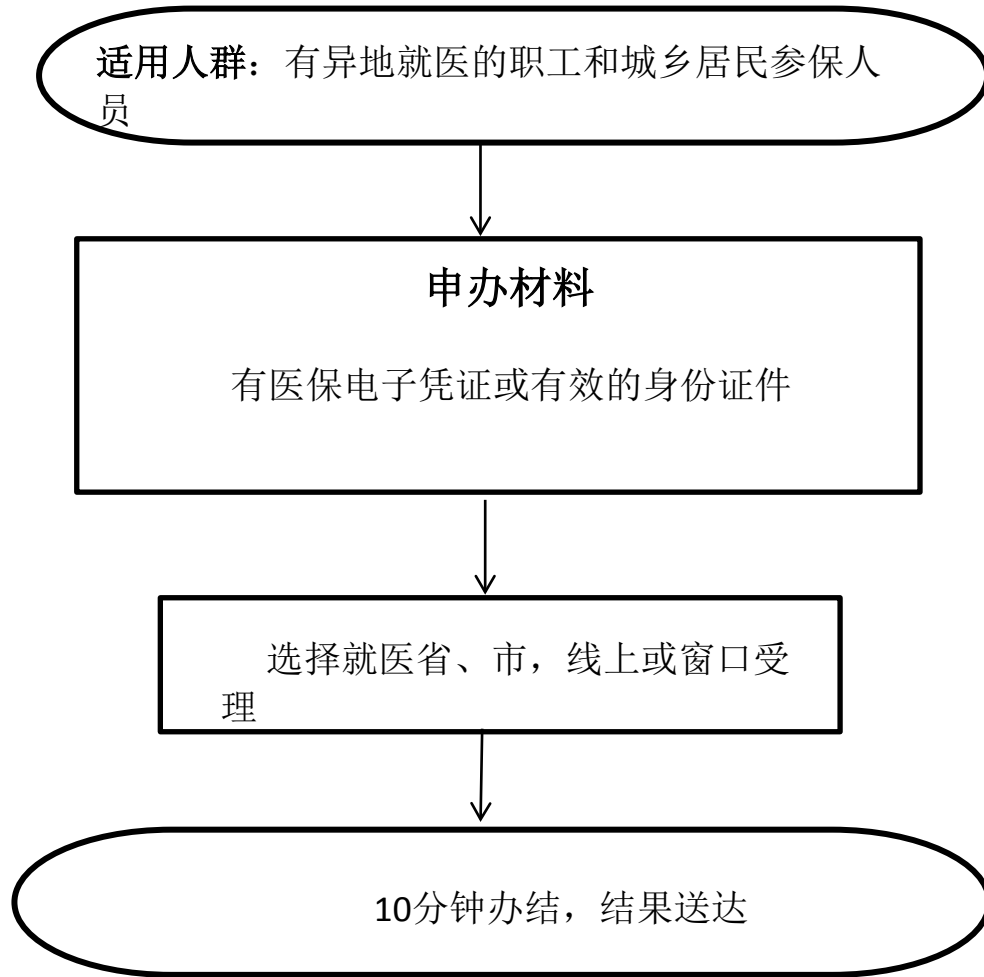 适用人群：有异地就医的职工和城乡居民参保人
员
申办材料
有医保电子凭证或有效的身份证件
选择就医省、市，线上或窗口受
理
10分钟办结，结果送达